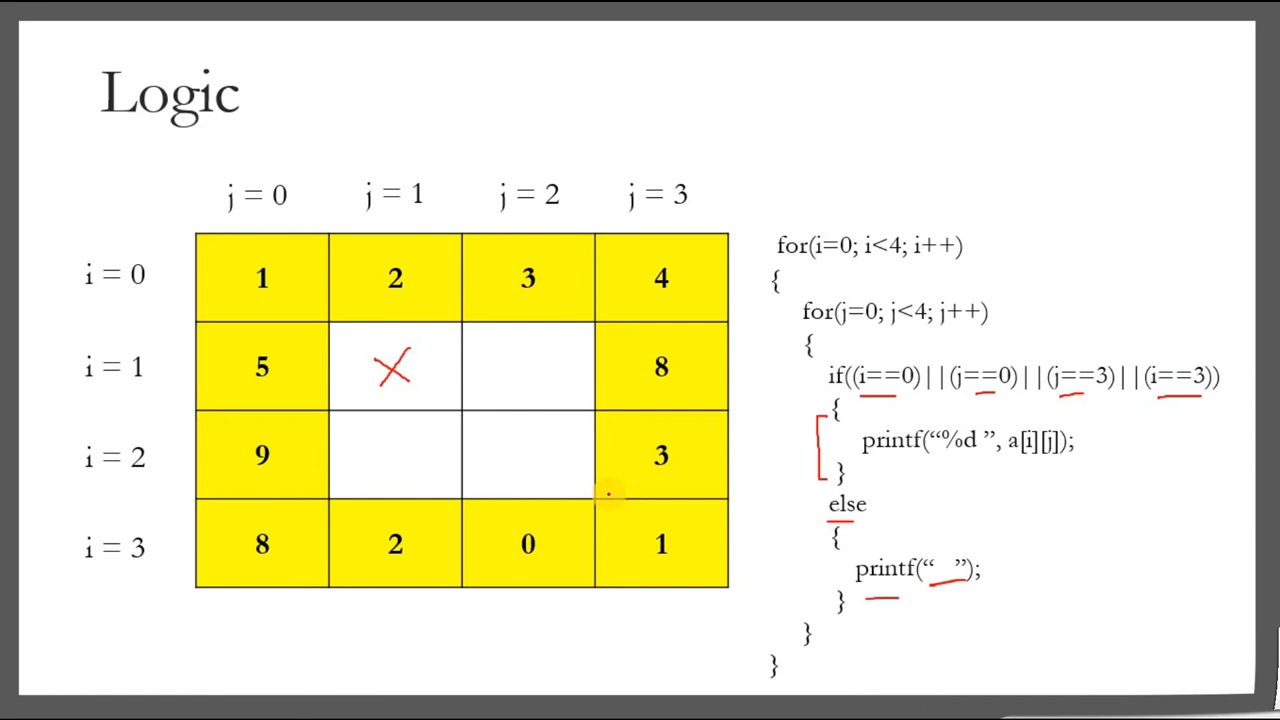 Logic
j = 0 j = 1 j = 2 j = 3
i = 0 1 2 3 4
i = 1 5 8
i = 2 9 3
i = 3 8 2 0 1
for(i=0; i<4; i++)
{
for(j=0; j<4; j++)
{
if((i==0)||(j==0)||(j==3)||(i==3))
{
printf(“%d ”, a[i][j]);
}
else
{
printf(“  ”);
}
}
}